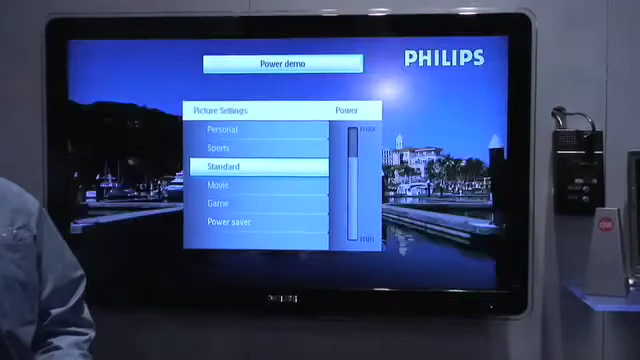 Power demo
PHILIPS
Picture Settings
Power
Personal
max
Sports
Standard
Movie
Game
Power saver
min
PHILIPS